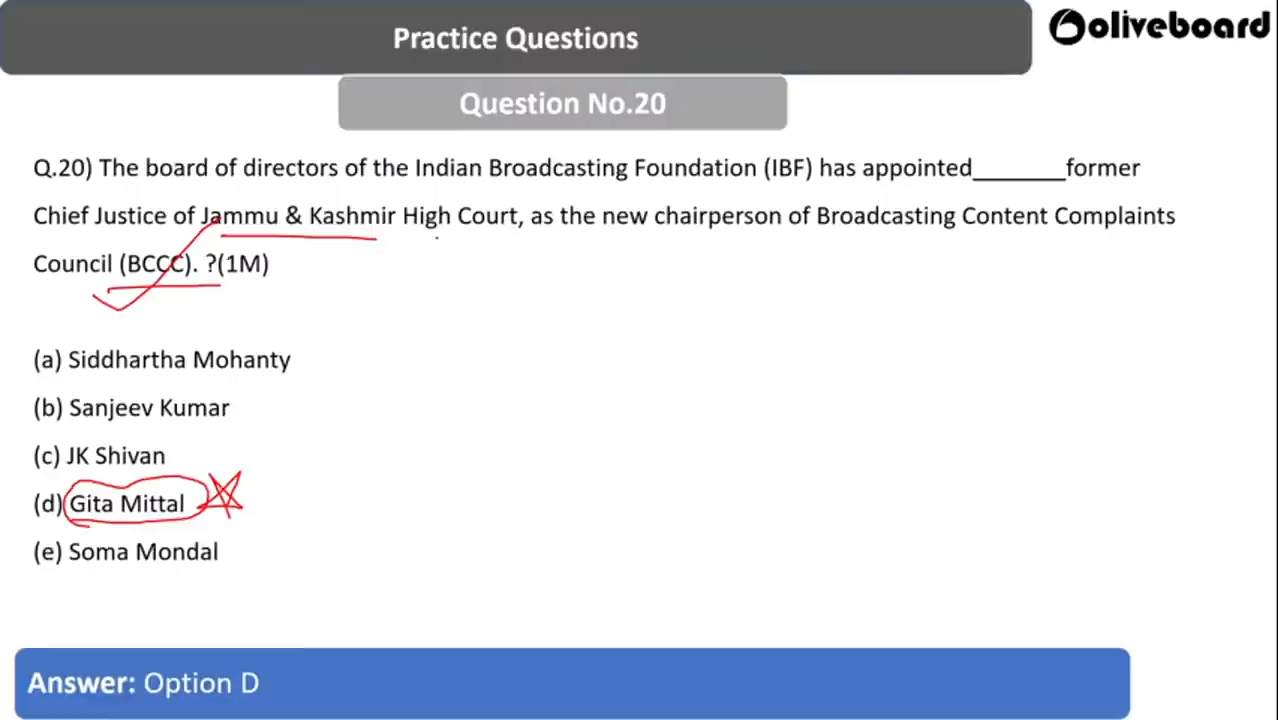 Practice Questions
oliveboard
Question No.20
Q.20) The board of directors of the Indian Broadcasting Foundation (IBF) has appointed_______former
Chief Justice of Jammu & Kashmir High Court, as the new chairperson of Broadcasting Content Complaints
Council (BCCC). ?(1M)
(a) Siddhartha Mohanty
(b) Sanjeev Kumar
(c) JK Shivan
(d) Gita Mittal
(e) Soma Mondal
Answer: Option D